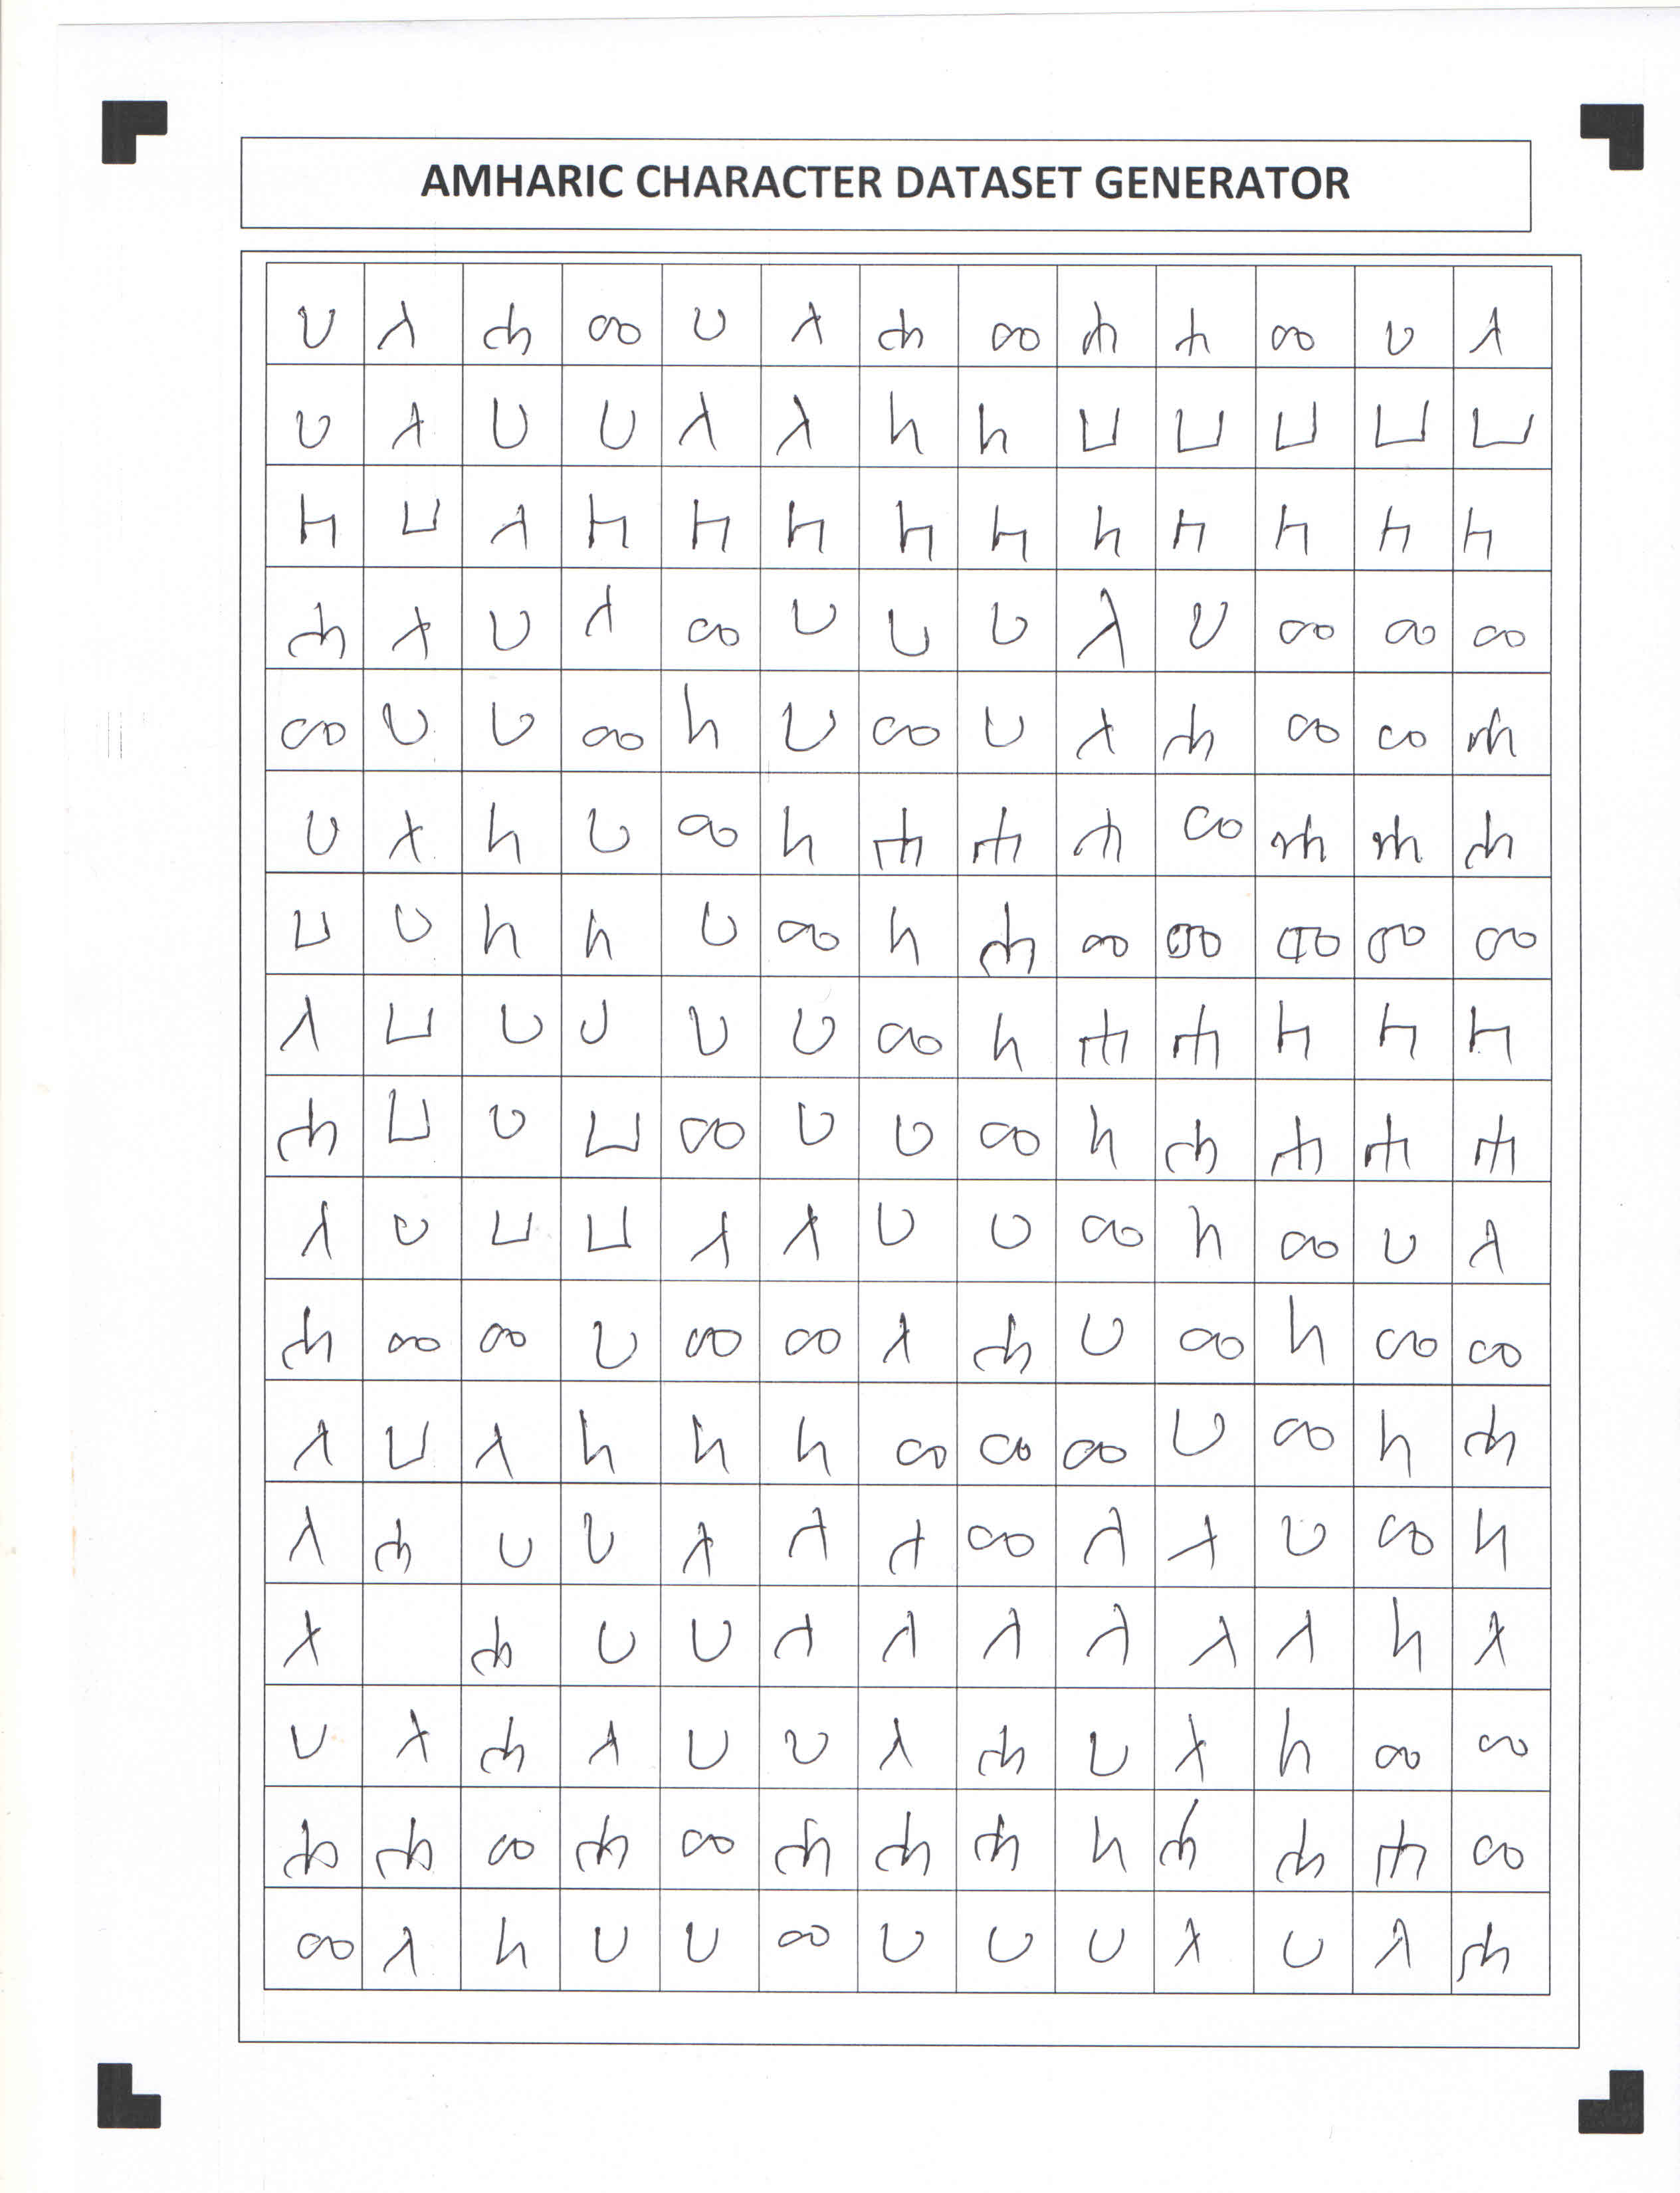 AMHARIC CHARACTER DATASET GENERATOR
ሀ ለ ሐ መ ሀ ለ ሐ መ ሐ ሐ መ ሀ ለ
ሀ ለ ሀ ሀ ለ ለ ሰ ሰ ሀ ሀ ሀ ሀ ሀ
ሰ ሀ ለ ሰ ሰ ሰ ሰ ሰ ሰ ሰ ሰ ሰ ሰ
ሐ ለ ሀ ለ መ ሀ ሀ ሀ ለ ሀ መ መ መ
መ ሀ ሀ መ ሰ ሀ መ ሀ ለ ሐ መ መ ሐ
ሀ ለ ሰ ሀ መ ሰ ሐ ሐ ሐ መ ሐ ሐ ሐ
ሀ ሀ ሰ ሰ ሀ መ ሰ ሐ መ መ መ መ መ
ለ ሀ ሀ ሀ ሀ ሀ መ ሰ ሐ ሐ ሰ ሰ ሰ
ሐ ሀ ሀ ሀ መ ሀ ሀ መ ሰ ሐ ሐ ሐ ሐ
ለ ሀ ሀ ሀ ለ ለ ሀ ሀ መ ሰ መ ሀ ለ
ሐ መ መ ሀ መ መ ለ ሐ ሀ መ ሰ መ መ
ለ ሀ ለ ሰ ሰ ሰ መ መ መ ሀ መ ሰ ሐ
ለ ሐ ሀ ሀ ለ ለ ለ መ ለ ለ ሀ መ ሰ
ለ ሐ ሀ ሀ ለ ለ ለ ለ ለ ለ ሰ ለ
ሀ ለ ሐ ለ ሀ ሀ ለ ሐ ሀ ለ ሰ መ መ
ሐ ሐ መ ሐ መ ሐ ሐ ሐ ሰ ሐ ሐ ሐ መ
መ ለ ሰ ሀ ሀ መ ሀ ሀ ሀ ለ ሀ ለ ሐ